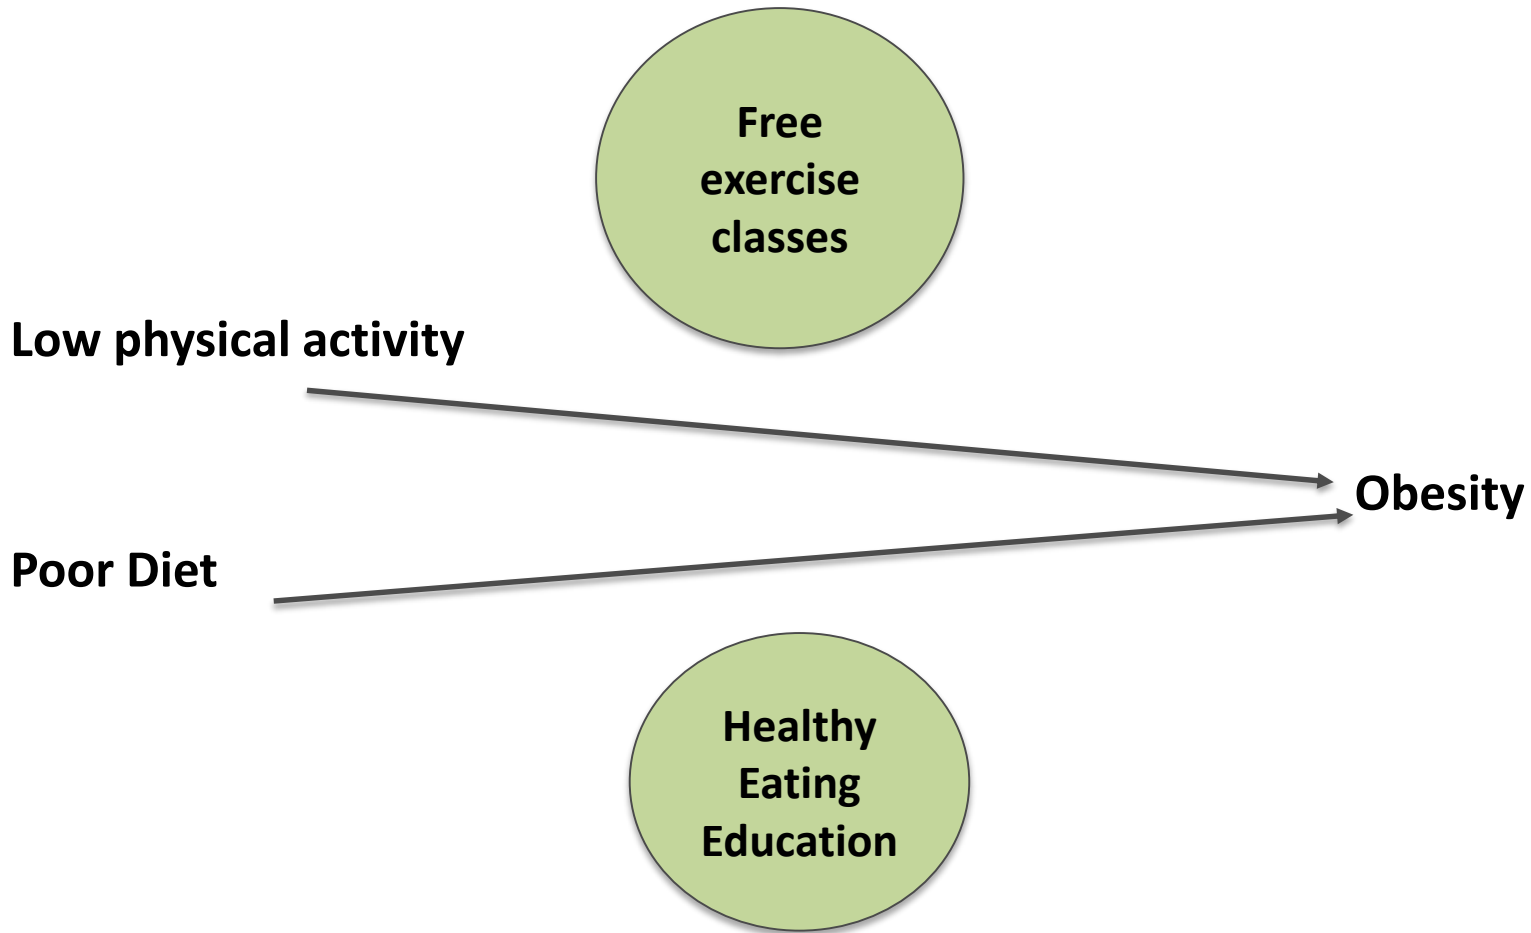 Free
exercise
classes
Low physical activity
Obesity
Poor Diet
Healthy
Eating
Education